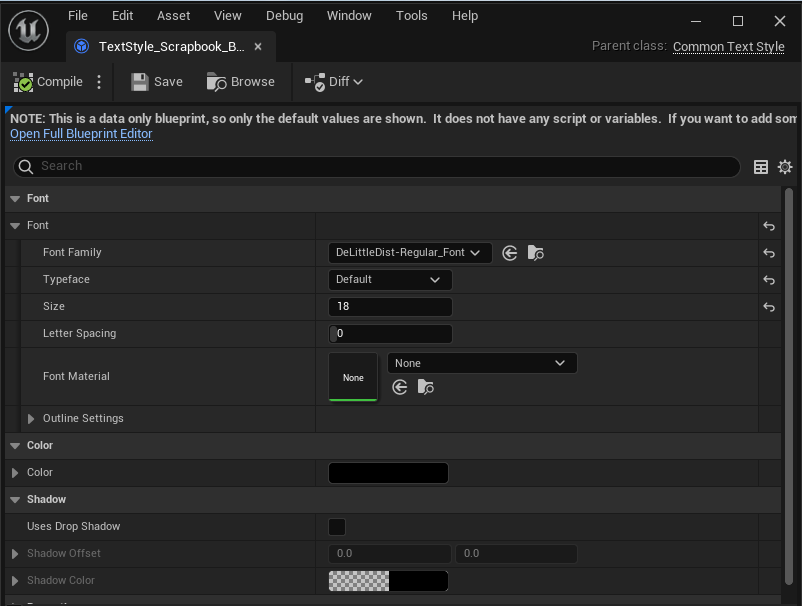 File Edit Asset View Debug Window Tools Help
TextStyle_Scrapbook_B...
Parent class: Common Text Style
Compile Save Browse Diff
NOTE: This is a data only blueprint, so only the default values are shown. It does not have any script or variables. If you want to add som
Open Full Blueprint Editor
Search
Font
Font
Font Family DeLittleDist-Regular_Font
Typeface Default
Size 18
Letter Spacing 0
Font Material None None
Outline Settings
Color
Color
Shadow
Uses Drop Shadow
Shadow Offset 0.0 0.0
Shadow Color